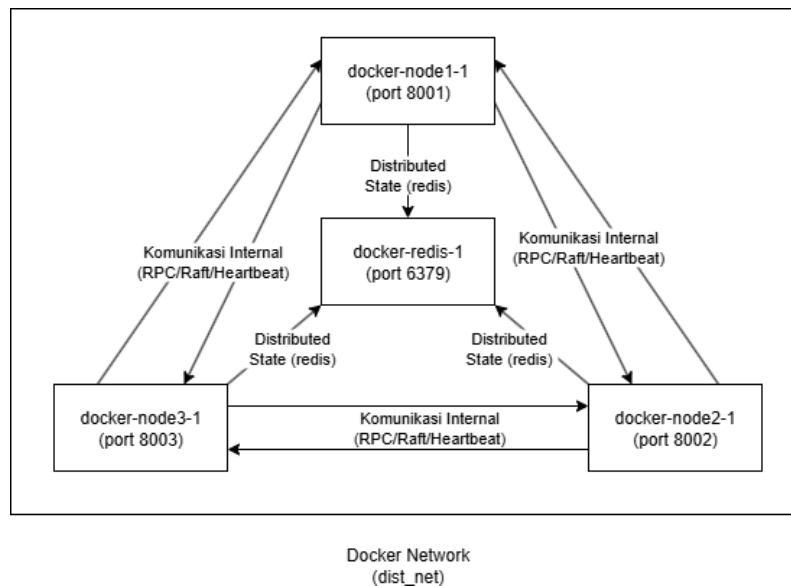 docker-node1-1
(port 8001)
Distributed
State (redis)
Komunikasi Internal
(RPC/Raft/Heartbeat)
docker-redis-1
(port 6379)
Komunikasi Internal
(RPC/Raft/Heartbeat)
Distributed
State (redis)
Distributed
State (redis)
docker-node3-1
(port 8003)
Komunikasi Internal
(RPC/Raft/Heartbeat)
docker-node2-1
(port 8002)
Docker Network
(dist_net)